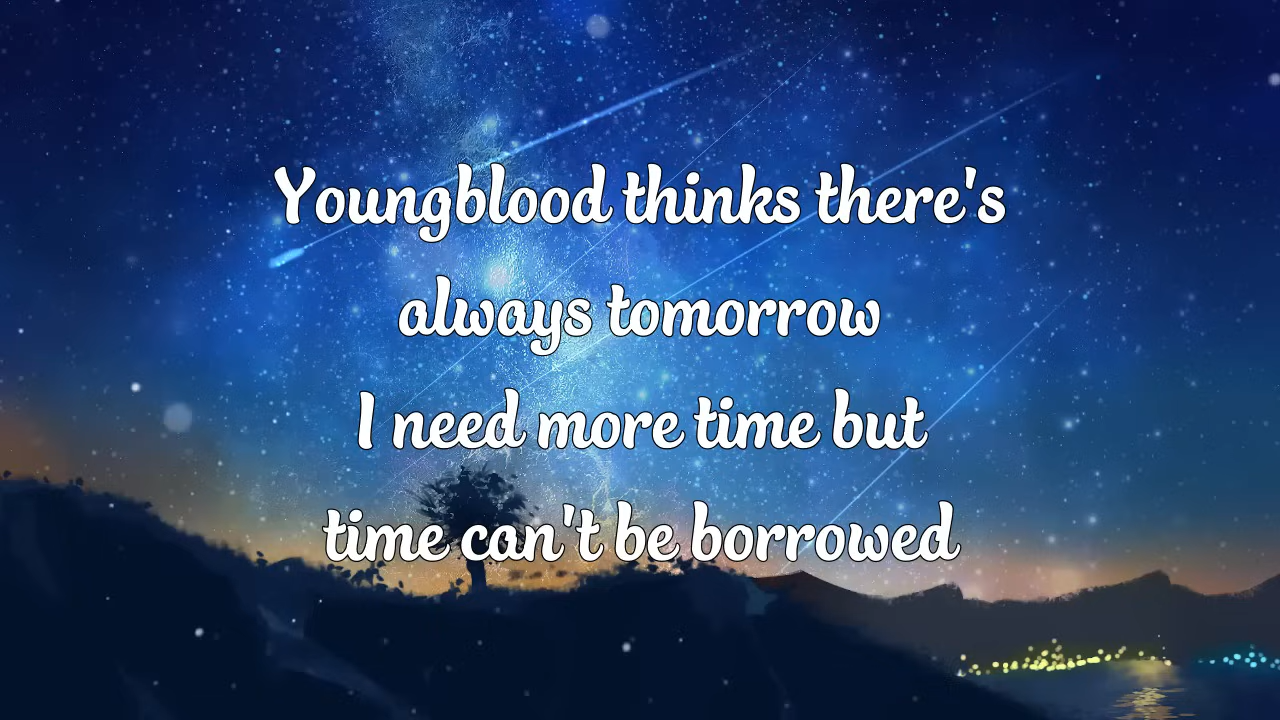 Youngblood thinks there's
always tomorrow
I need more time but
time can't be borrowed